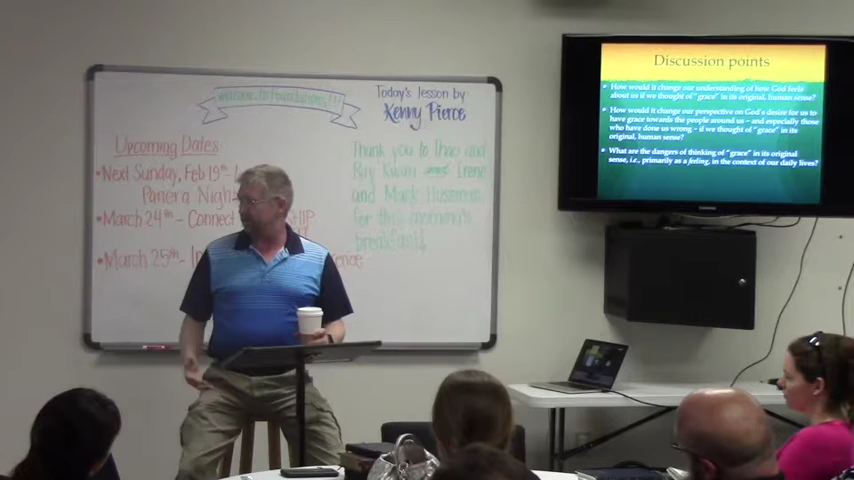 Welcome to Foundations!!!
Today's lesson by
Kenny Pierce
Upcoming Dates:
• Next Sunday, Feb 19th
Panera Night
• March 24th - Connect HIP
• March 25th - ence
Thank you to Thao and
Ray Kwan Irene
and Mark Huseman
for this morning's
breakfast!
Discussion points
How would it change our understanding of how God feels
about us if we thought of "grace" in its original, human sense?
How would it change our perspective on God's desire for us to
have grace towards the people around us – and especially those
who have done us wrong – if we thought of "grace" in its
original, human sense?
What are the dangers of thinking of "grace" in its original
sense, i.e., primarily as a feeling, in the context of our daily lives?